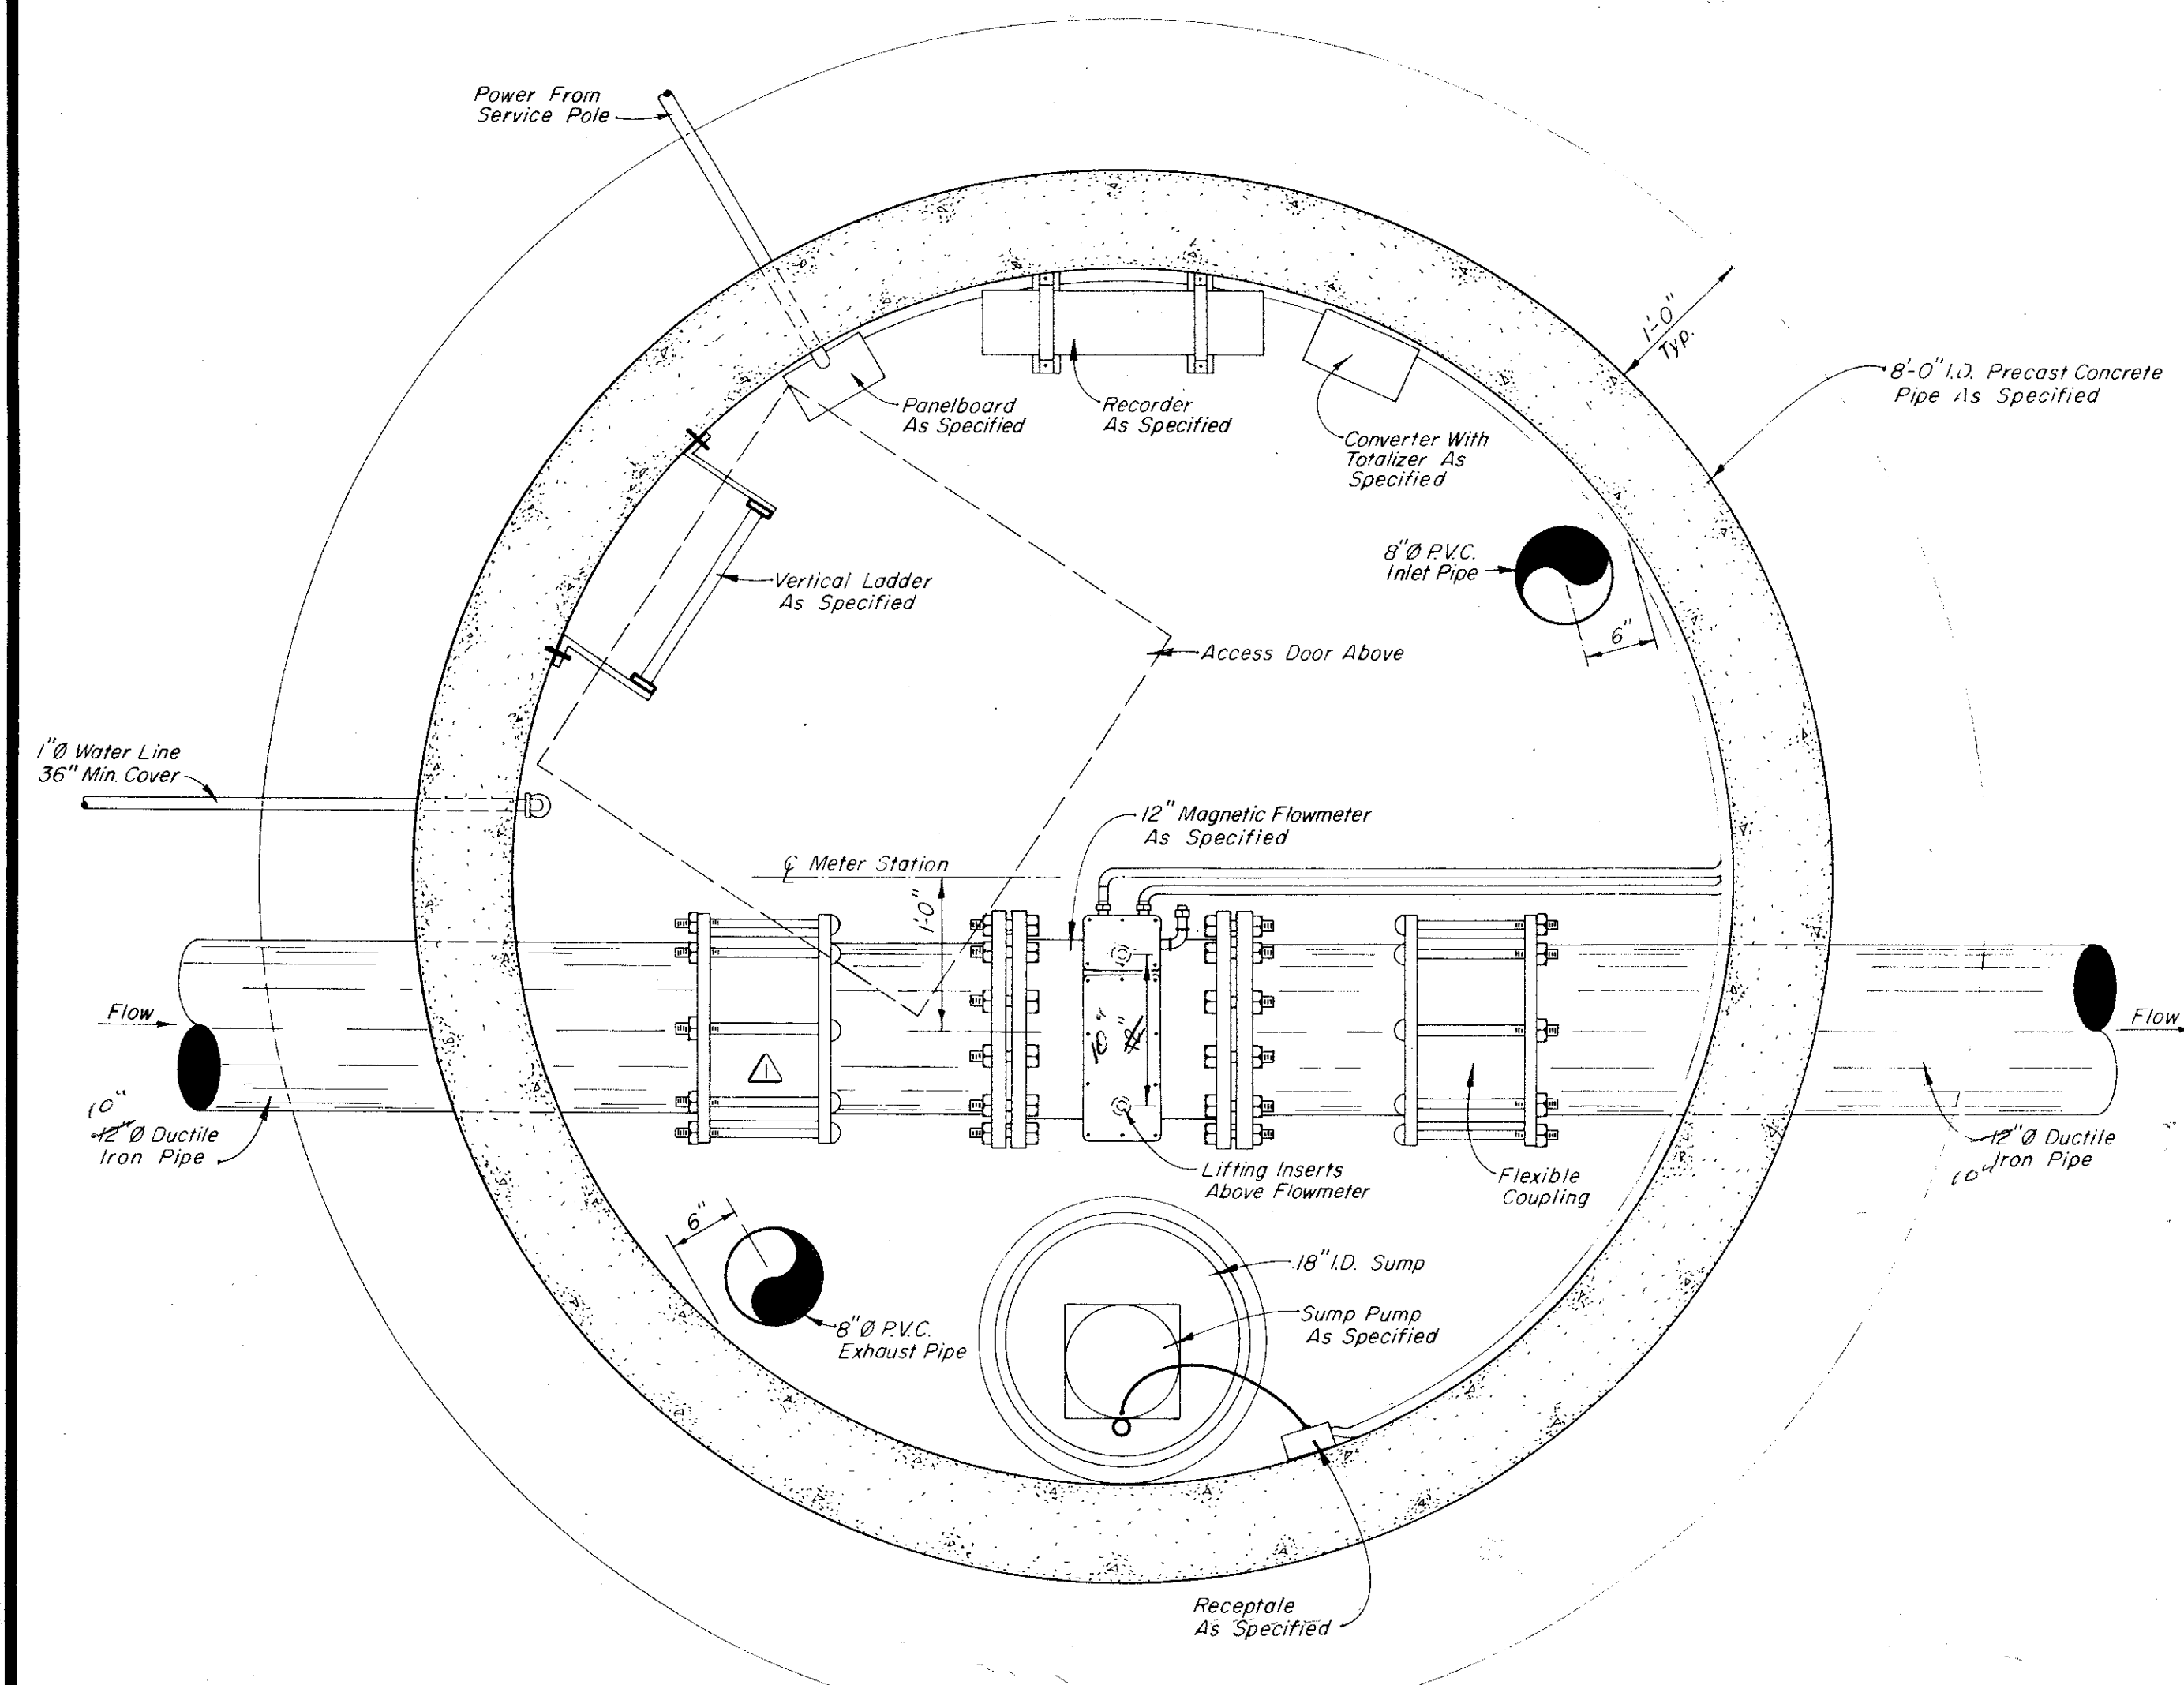 Power From
Service Pole
1'-0"
Typ.
8'-0" I.D. Precast Concrete
Pipe As Specified
Panelboard
As Specified
Recorder
As Specified
Converter With
Totalizer As
Specified
8"Ø P.V.C.
Inlet Pipe
6"
Vertical Ladder
As Specified
Access Door Above
1"Ø Water Line
36" Min. Cover
12" Magnetic Flowmeter
As Specified
℄ Meter Station
1'-0"
Flow
Flow
10"
12"
10"
12"Ø Ductile
Iron Pipe
12"Ø Ductile
Iron Pipe
10"
Lifting Inserts
Above Flowmeter
Flexible
Coupling
6"
8"Ø P.V.C.
Exhaust Pipe
18" I.D. Sump
Sump Pump
As Specified
Receptale
As Specified